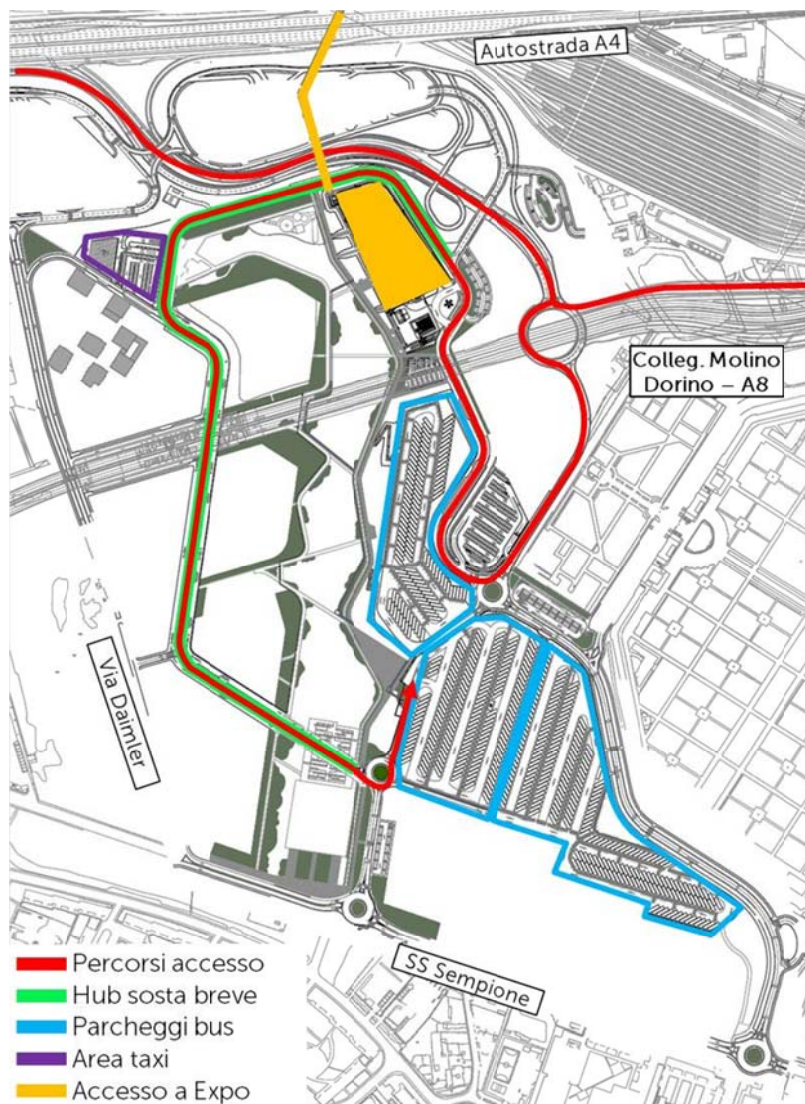 Autostrada A4
Colleg. Molino
Dorino – A8
Via Daimler
SS Sempione
Percorsi accesso
Hub sosta breve
Parcheggi bus
Area taxi
Accesso a Expo